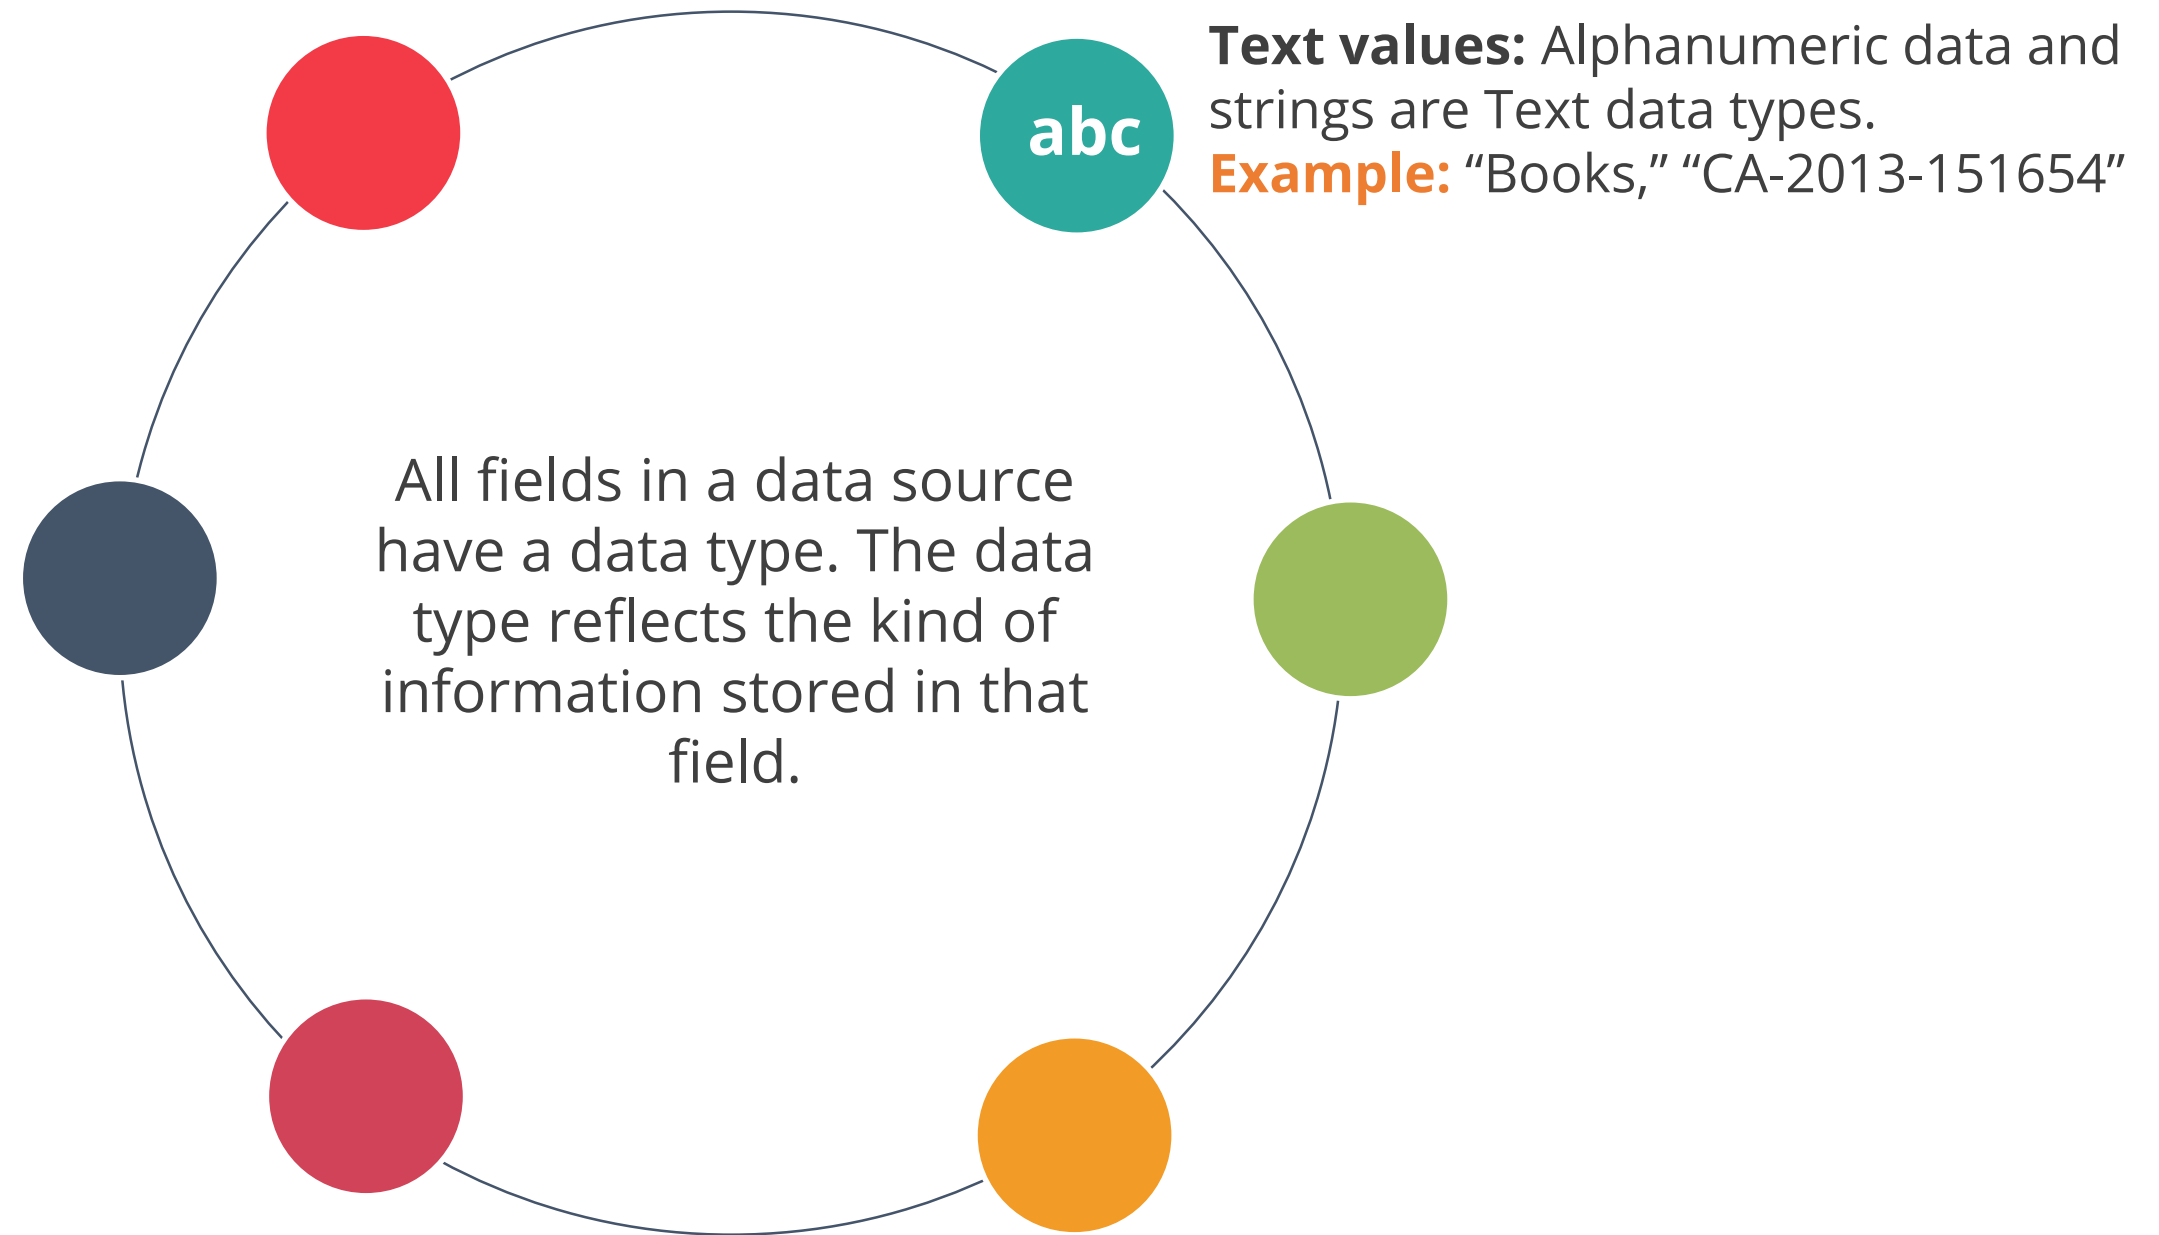 abc
Text values: Alphanumeric data and
strings are Text data types.
Example: “Books,” “CA-2013-151654”
All fields in a data source
have a data type. The data
type reflects the kind of
information stored in that
field.